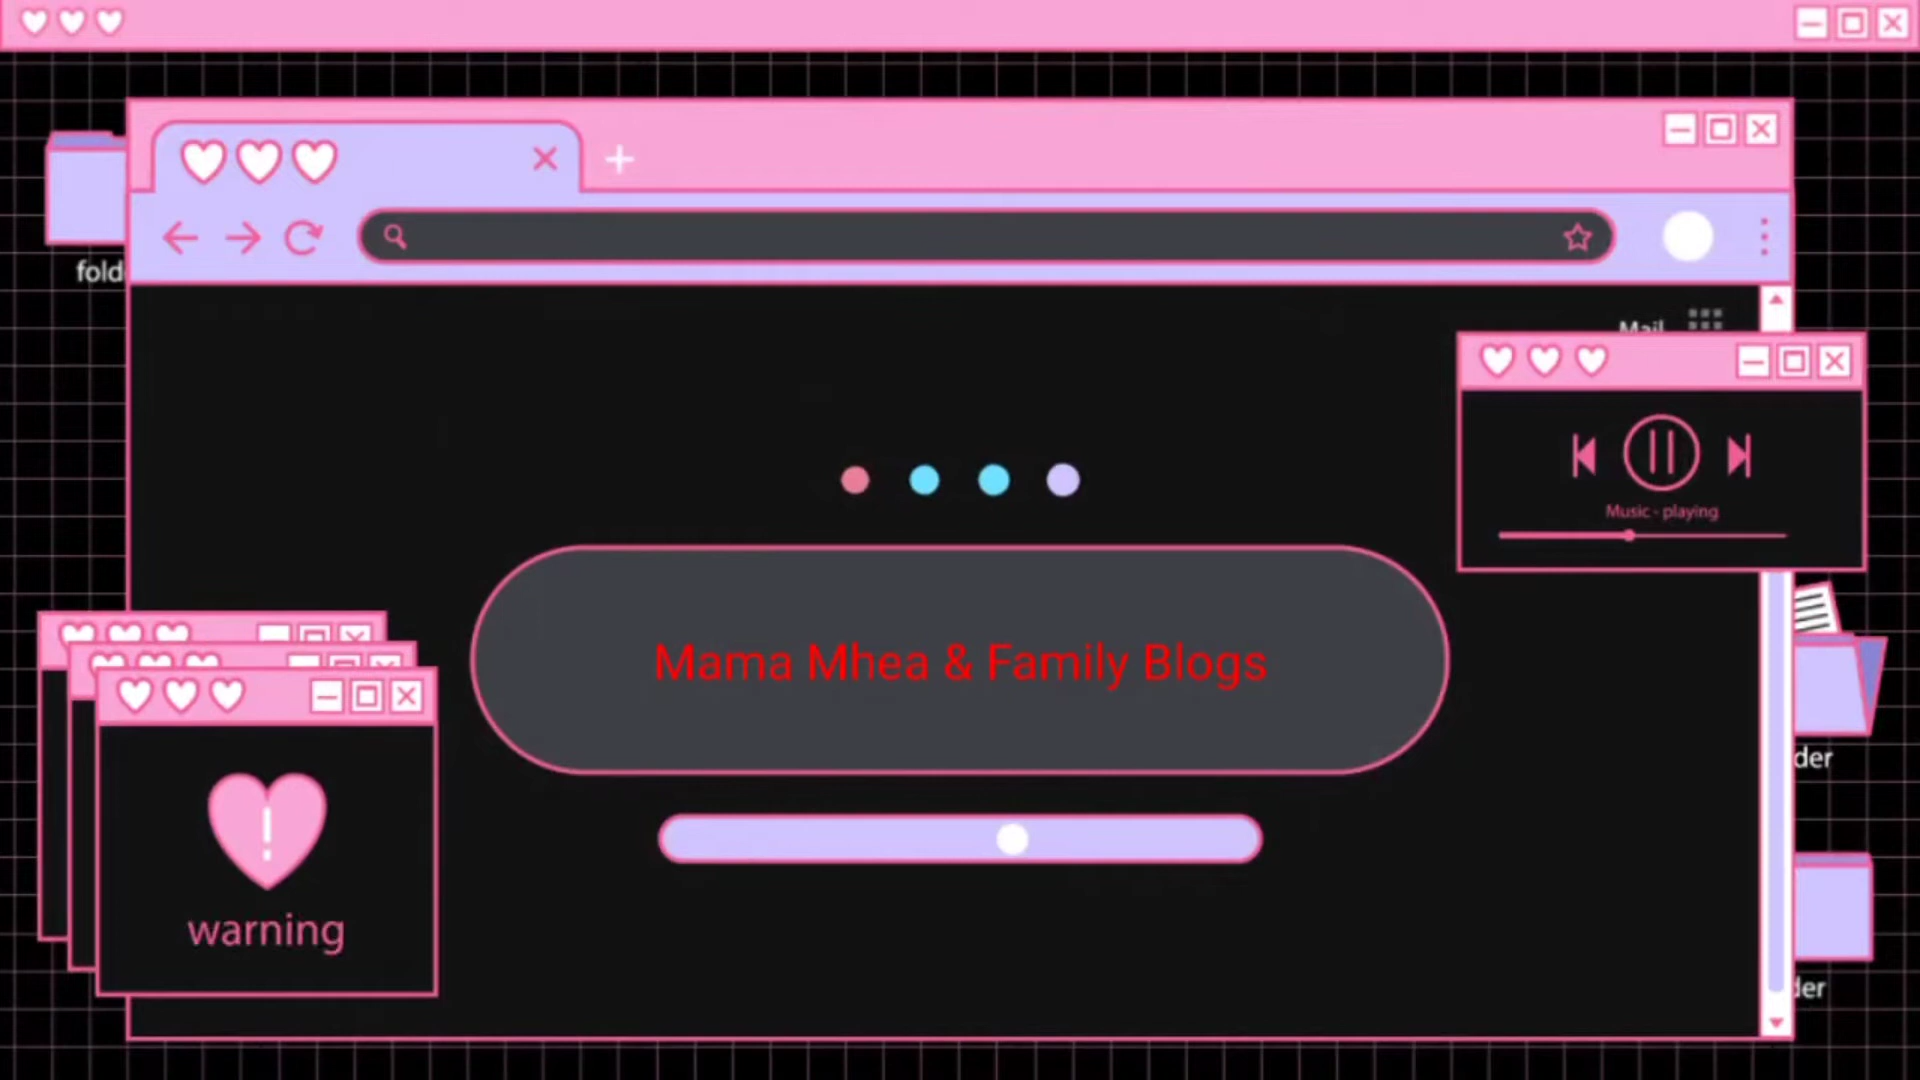 fold
Mail
Music - playing
Mama Mhea & Family Blogs
der
warning
der